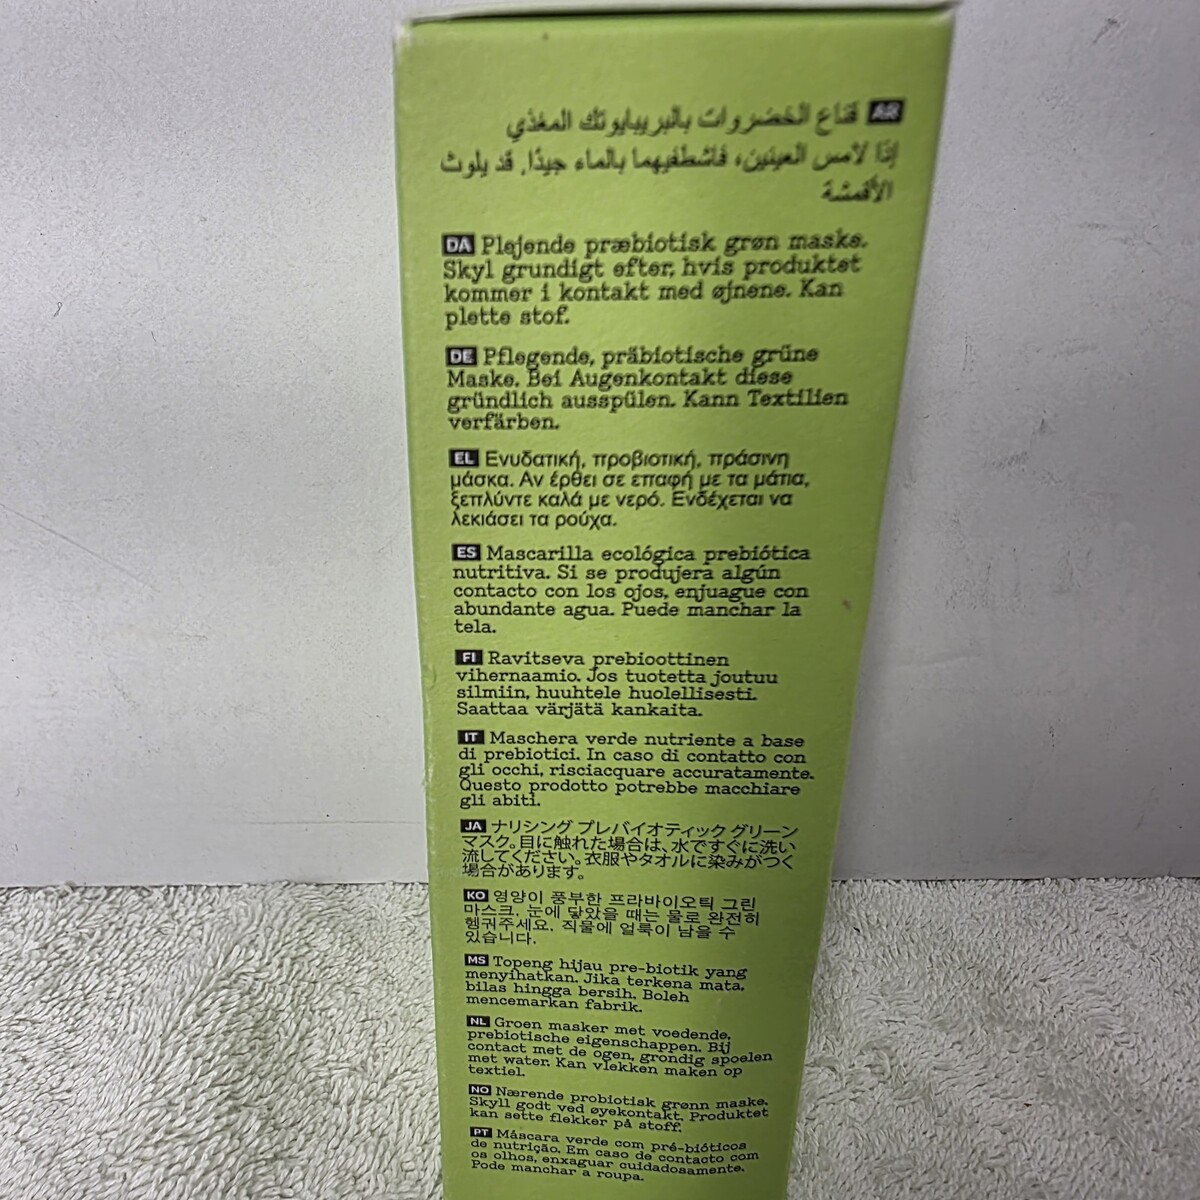 AR قناع الخضروات بالبريبايوتك المغذي
إذا لامس العينين، فاشطفيهما بالماء جيدًا. قد يلوث
الأقمشة
DA Plejende præbiotisk grøn maske.
Skyl grundigt efter, hvis produktet
kommer i kontakt med øjnene. Kan
plette stof.
DE Pflegende, präbiotische grüne
Maske. Bei Augenkontakt diese
gründlich ausspülen. Kann Textilien
verfärben.
EL Ενυδατική, προβιοτική, πράσινη
μάσκα. Αν έρθει σε επαφή με τα μάτια,
ξεπλύντε καλά με νερό. Ενδέχεται να
λεκιάσει τα ρούχα.
ES Mascarilla ecológica prebiótica
nutritiva. Si se produjera algún
contacto con los ojos, enjuague con
abundante agua. Puede manchar la
tela.
FI Ravitseva prebioottinen
vihernaamio. Jos tuotetta joutuu
silmiin, huuhtele huolellisesti.
Saattaa värjätä kankaita.
IT Maschera verde nutriente a base
di prebiotici. In caso di contatto con
gli occhi, risciacquare accuratamente.
Questo prodotto potrebbe macchiare
gli abiti.
JA ナリシング プレバイオティック グリーン
マスク。目に触れた場合は、水ですぐに洗い
流してください。衣服やタオルに染みがつく
場合があります。
KO 영양이 풍부한 프라바이오틱 그린
마스크. 눈에 닿았을 때는 물로 완전히
헹궈주세요. 직물에 얼룩이 남을 수
있습니다.
MS Topeng hijau pre-biotik yang
menyihatkan. Jika terkena mata,
bilas hingga bersih. Boleh
mencemarkan fabrik.
NL Groen masker met voedende,
prebiotische eigenschappen. Bij
contact met de ogen, grondig spoelen
met water. Kan vlekken maken op
textiel.
NO Nærende probiotisk grønn maske.
Skyll godt ved øyekontakt. Produktet
kan sette flekker på stoff.
PT Máscara verde com pré-bióticos
de nutrição. Em caso de contacto com
os olhos, enxaguar cuidadosamente.
Pode manchar a roupa.